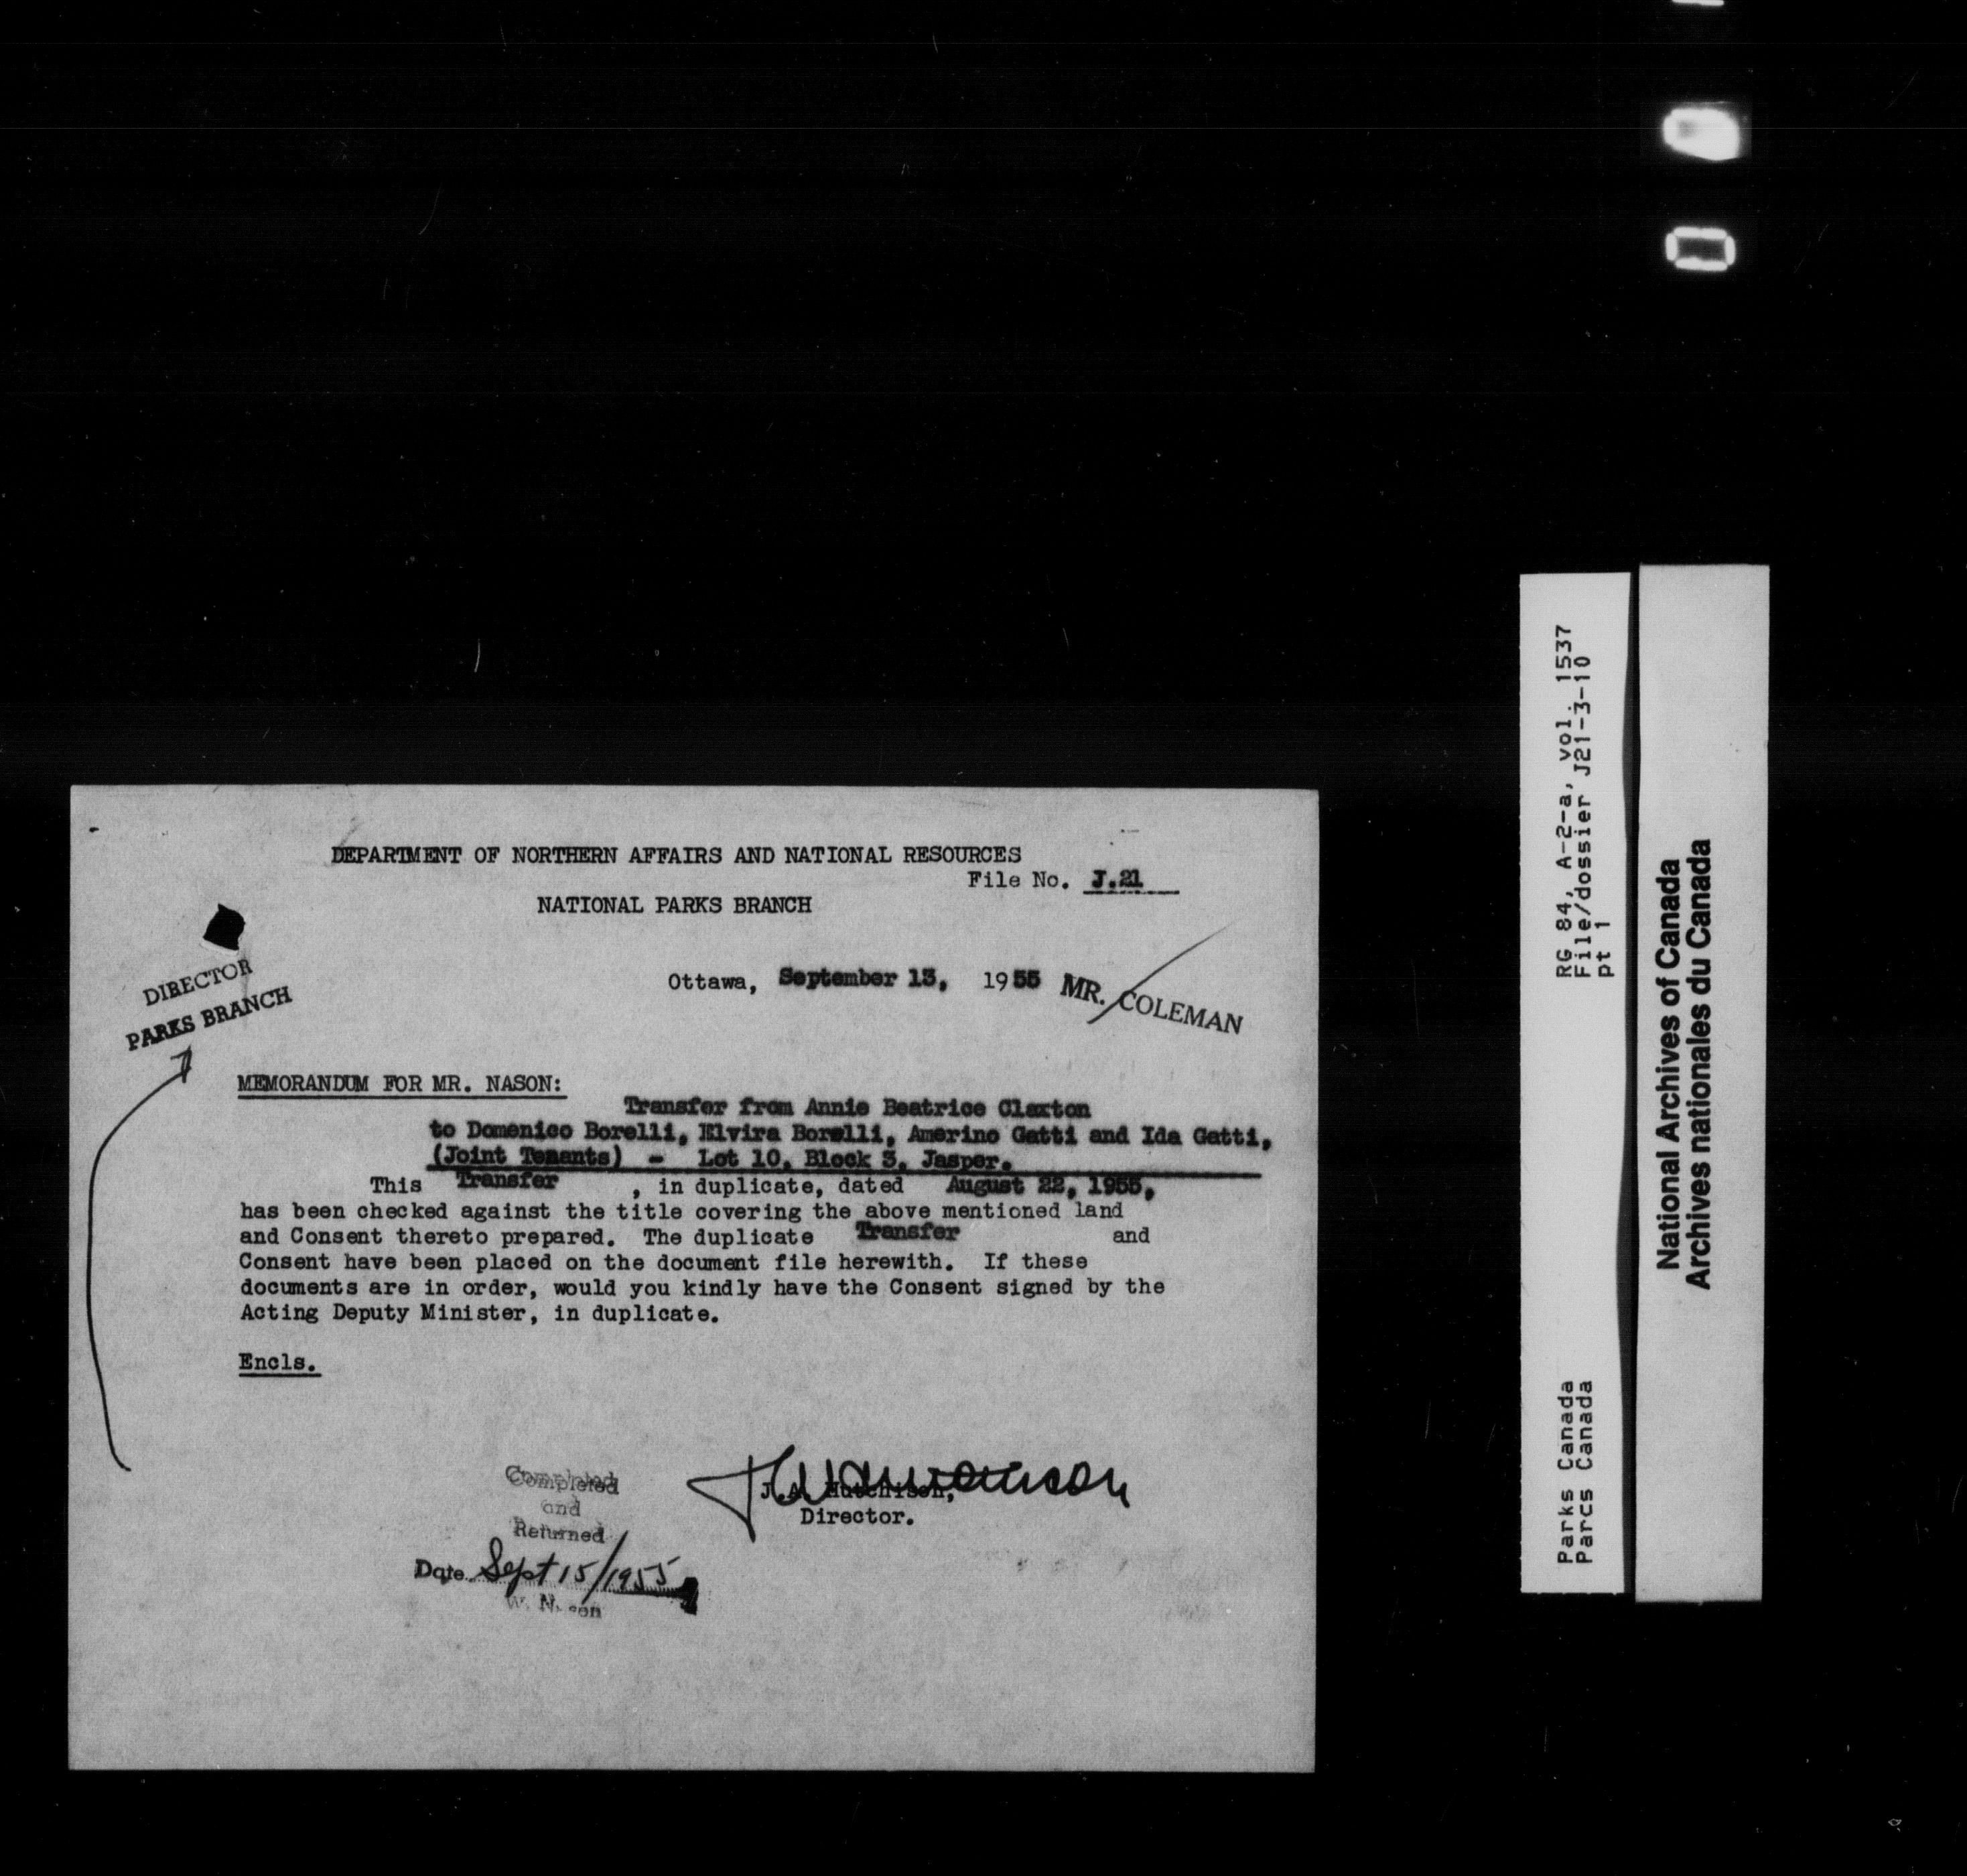 DEPARTMENT OF NORTHERN AFFAIRS AND NATIONAL RESOURCES
File No. J.21
NATIONAL PARKS BRANCH
DIRECTOR
PARKS BRANCH
Ottawa, September 13, 1955
MR. COLEMAN
MEMORANDUM FOR MR. NASON:
Transfer from Annie Beatrice Claxton
to Domenico Borelli, Elvira Borelli, Amerino Gatti and Ida Gatti,
(Joint Tenants) - Lot 10, Block 3, Jasper.
This Transfer , in duplicate, dated August 22, 1955,
has been checked against the title covering the above mentioned land
and Consent thereto prepared. The duplicate Transfer and
Consent have been placed on the document file herewith. If these
documents are in order, would you kindly have the Consent signed by the
Acting Deputy Minister, in duplicate.
Encls.
J.A. Hutchison,
Director.
Completed
and
Returned
Date Sept 15/1955
W.
RG 84, A-2-a, vol. 1537
File/dossier J21-3-10
pt 1
Parks Canada
Parcs Canada
National Archives of Canada
Archives nationales du Canada